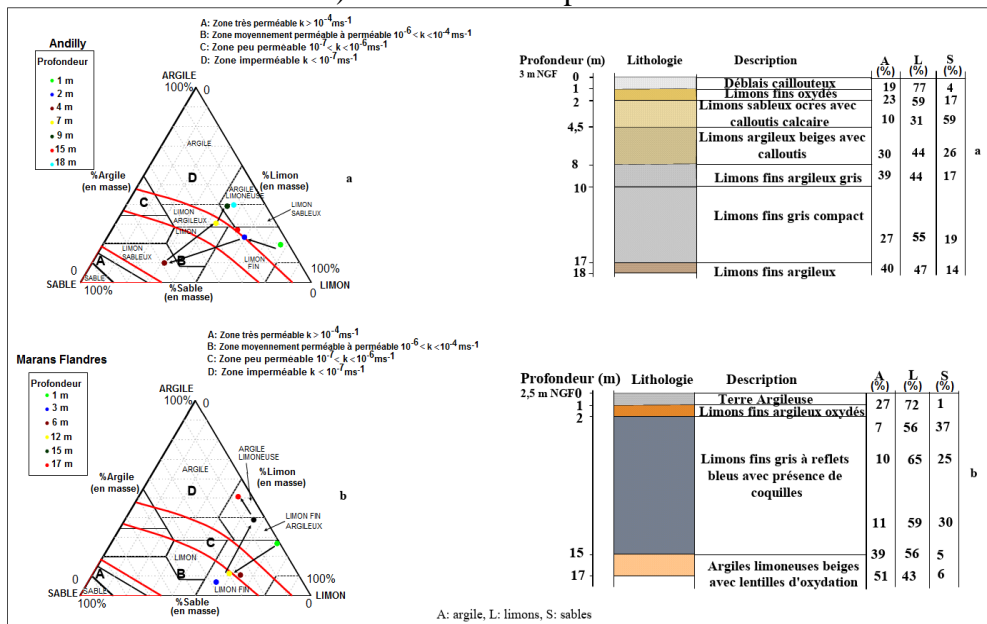 A: Zone très perméable k > 10⁻⁴ms⁻¹
B: Zone moyennement perméable à perméable 10⁻⁶ < k < 10⁻⁴ ms⁻¹
C: Zone peu perméable 10⁻⁷ < k < 10⁻⁶ ms⁻¹
D: Zone imperméable k < 10⁻⁷ ms⁻¹
Andilly
Profondeur
1 m
2 m
4 m
7 m
9 m
15 m
18 m
ARGILE
100%
0
ARGILE
%Argile
(en masse)
%Limon
(en masse)
D
ARGILE
LIMONEUSE
LIMON
SABLEUX
C
LIMON
ARGILEUX
LIMON
LIMON
SABLEUX
B
LIMON
FIN
A
SABLE
0
100%
SABLE
100%
%Sable
(en masse)
0
LIMON
a
Profondeur (m)
Lithologie
Description
A
(%)
L
(%)
S
(%)
3 m NGF
0
Déblais caillouteux
19 77 4
1
Limons fins oxydés
23 59 17
2
Limons sableux ocres avec
calloutis calcaire
10 31 59
4,5
Limons argileux beiges avec
calloutis
30 44 26
8
Limons fins argileux gris
39 44 17
10
Limons fins gris compact
27 55 19
17
Limons fins argileux
40 47 14
18
a
A: Zone très perméable k > 10⁻⁴ ms⁻¹
B: Zone moyennement perméable à perméable 10⁻⁶ < k < 10⁻⁴ ms⁻¹
C: Zone peu perméable 10⁻⁷ < k < 10⁻⁶ ms⁻¹
D: Zone imperméable k < 10⁻⁷ ms⁻¹
Marans Flandres
Profondeur
1 m
3 m
6 m
12 m
15 m
17 m
ARGILE
100%
0
ARGILE
LIMONEUSE
ARGILE
%Argile
(en masse)
%Limon
(en masse)
D
LIMON FIN
ARGILEUX
C
LIMON
B
LIMON FIN
A
0
100%
SABLE
100%
%Sable
(en masse)
0
LIMON
b
Profondeur (m)
Lithologie
Description
A
(%)
L
(%)
S
(%)
2,5 m NGF
0
Terre Argileuse
27 72 1
1
Limons fins argileux oxydés
2
7 56 37
Limons fins gris à reflets
bleus avec présence de
coquilles
10 65 25
11 59 30
15
39 56 5
Argiles limoneuses beiges
avec lentilles d'oxydation
17
51 43 6
b
A: argile, L: limons, S: sables